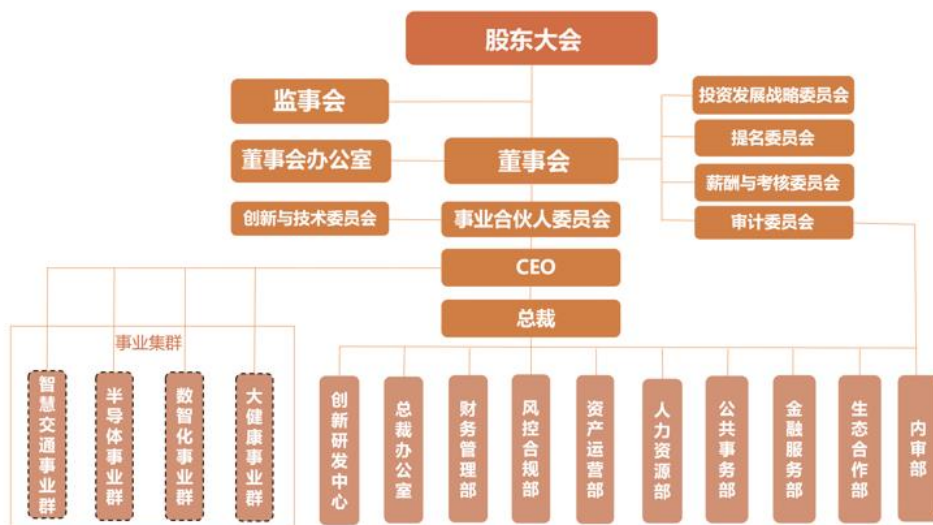 股东大会
监事会
投资发展战略委员会
提名委员会
董事会办公室
董事会
薪酬与考核委员会
创新与技术委员会
事业合伙人委员会
审计委员会
CEO
总裁
事业集群
智慧交通事业群
半导体事业群
数智化事业群
大健康事业群
创新研发中心
总裁办公室
财务管理部
风控合规部
资产运营部
人力资源部
公共事务部
金融服务部
生态合作部
内审部